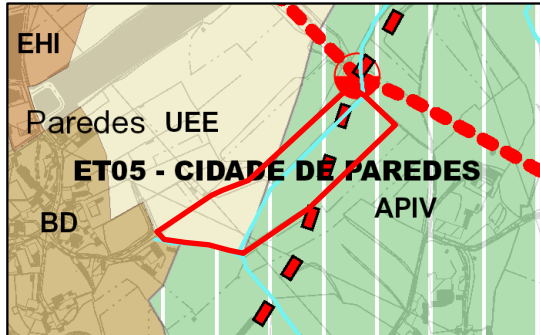 EHI
Paredes UEE
ET05 - CIDADE DE PAREDES
BD
APIV